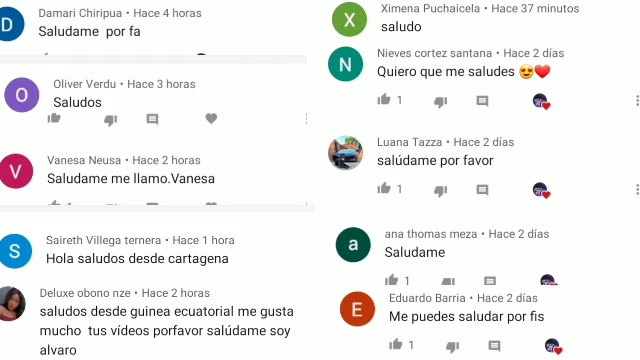 D
Damari Chiripua • Hace 4 horas
Saludame por fa
O
Oliver Verdu • Hace 3 horas
Saludos
V
Vanesa Neusa • Hace 2 horas
Saludame me llamo.Vanesa
S
Saireth Villega ternera • Hace 1 hora
Hola saludos desde cartagena
Deluxe obono nze • Hace 2 horas
saludos desde guinea ecuatorial me gusta
mucho tus vídeos porfavor salúdame soy
alvaro
X
Ximena Puchaicela • Hace 37 minutos
saludo
N
Nieves cortez santana • Hace 2 días
Quiero que me saludes 😍❤️
1
Luana Tazza • Hace 2 días
salúdame por favor
1
a
ana thomas meza • Hace 2 días
Saludame
1
E
Eduardo Barria • Hace 2 días
Me puedes saludar por fis
1